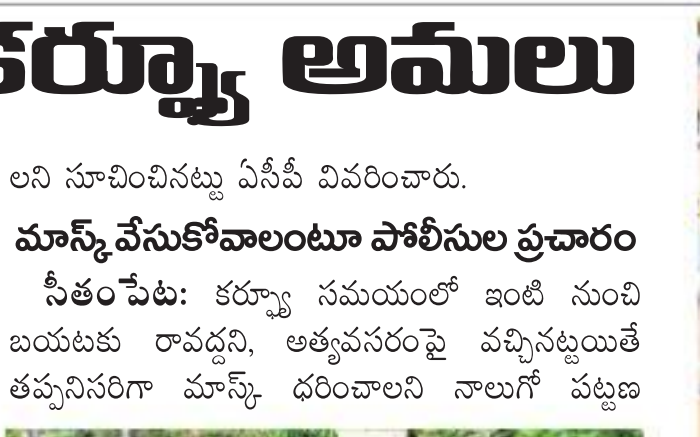 కర్ఫ్యూ అమలు
లని సూచించినట్టు ఏసీపీ వివరించారు.
మాస్క్ వేసుకోవాలంటూ పోలీసుల ప్రచారం
సీతంపేట: కర్ఫ్యూ సమయంలో ఇంటి నుంచి
బయటకు రావద్దని, అత్యవసరంపై వచ్చినట్టయితే
తప్పనిసరిగా మాస్క్ ధరించాలని నాలుగో పట్టణ